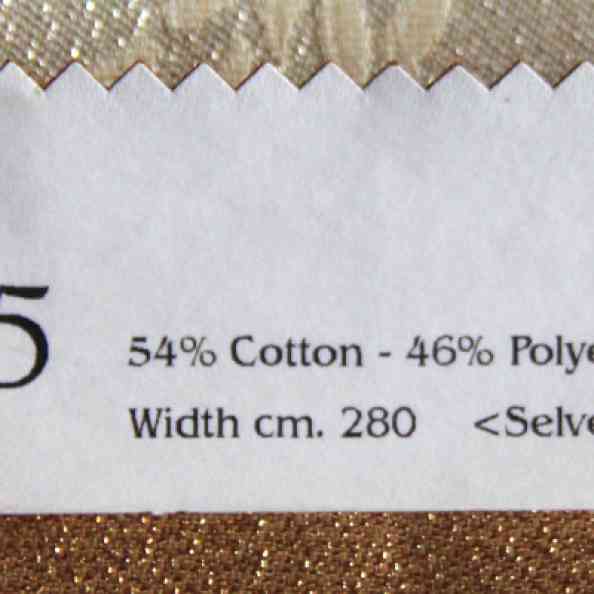 5
54% Cotton - 46% Polye
Width cm. 280 <Selve